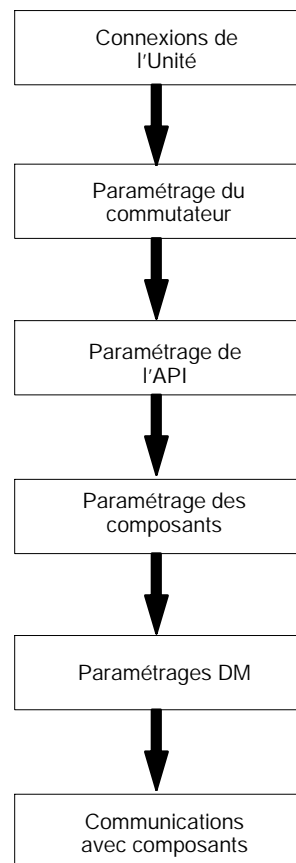 Connexions de
l'Unité
Paramétrage du
commutateur
Paramétrage de
l'API
Paramétrage des
composants
Paramétrages DM
Communications
avec composants